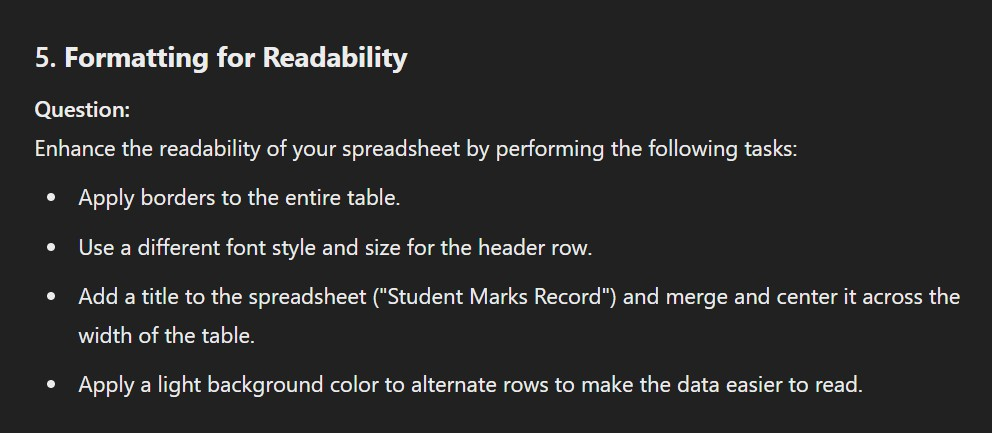 5. Formatting for Readability
Question:
Enhance the readability of your spreadsheet by performing the following tasks:
• Apply borders to the entire table.
• Use a different font style and size for the header row.
• Add a title to the spreadsheet ("Student Marks Record") and merge and center it across the
width of the table.
• Apply a light background color to alternate rows to make the data easier to read.